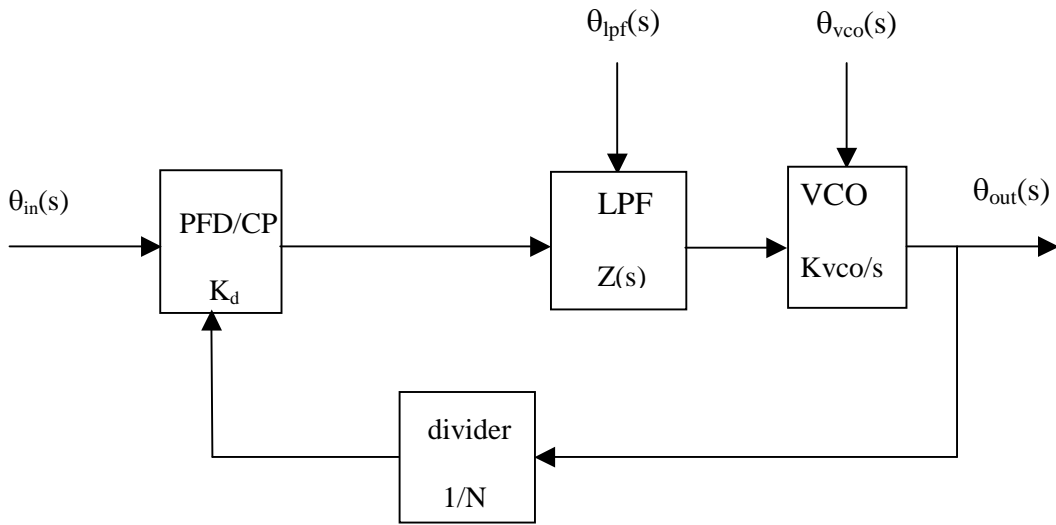 θlpf(s)
θvco(s)
θin(s)
PFD/CP
Kd
LPF
Z(s)
VCO
Kvco/s
θout(s)
divider
1/N